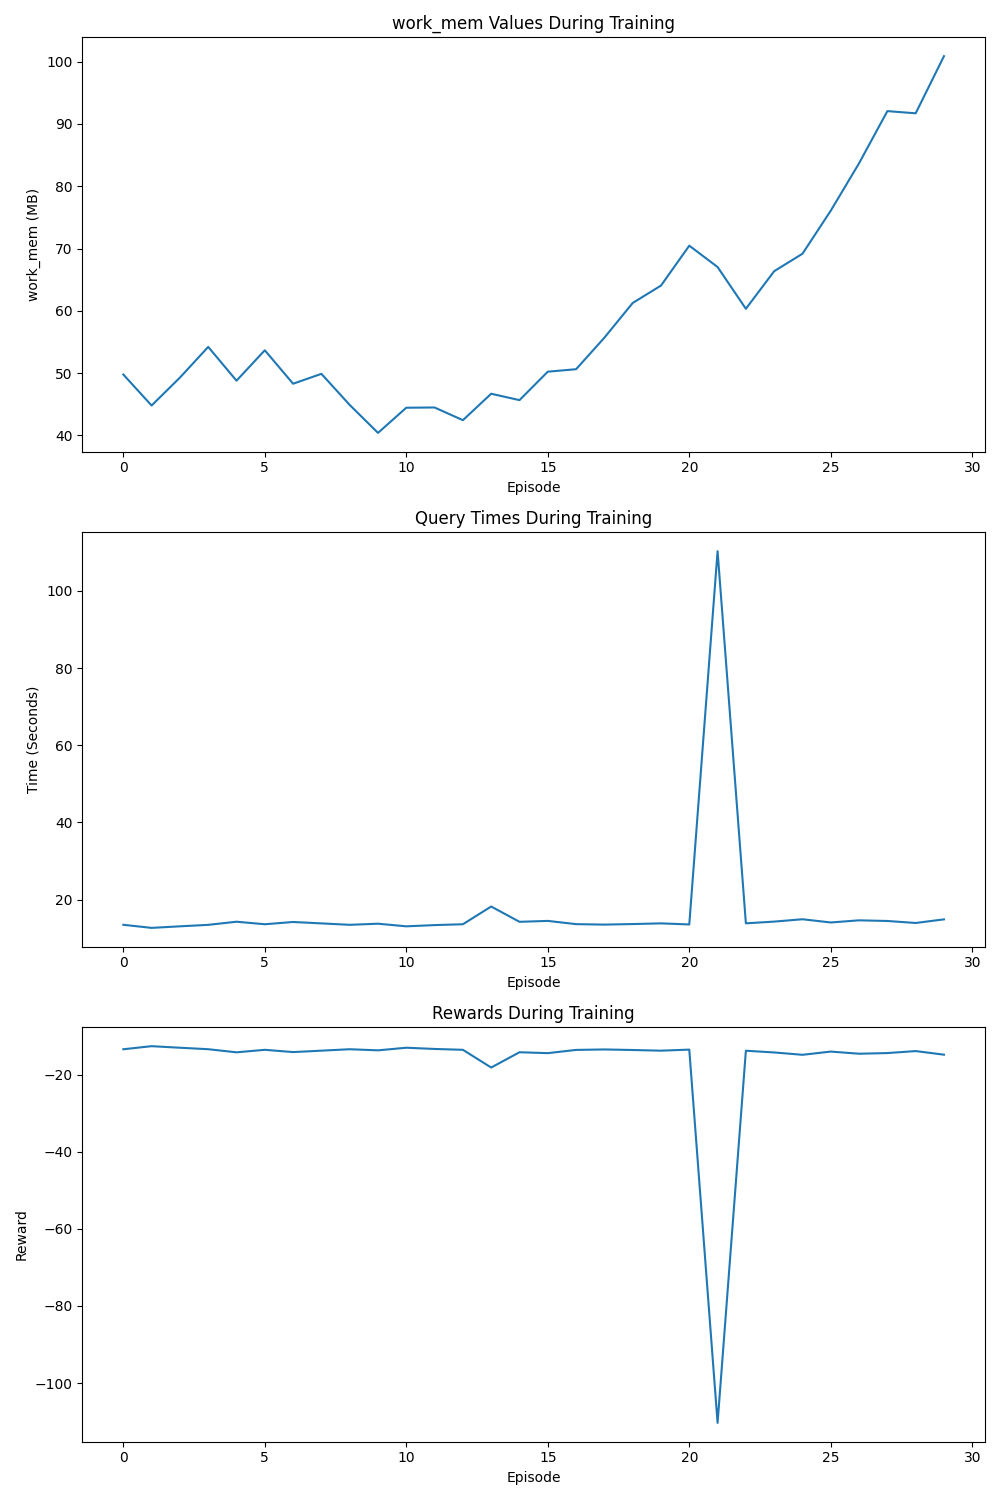 work_mem Values During Training
100
90
80
70
60
50
40
work_mem (MB)
0 5 10 15 20 25 30
Episode
Query Times During Training
100
80
60
40
20
Time (Seconds)
0 5 10 15 20 25 30
Episode
Rewards During Training
−20
−40
−60
−80
−100
Reward
0 5 10 15 20 25 30
Episode